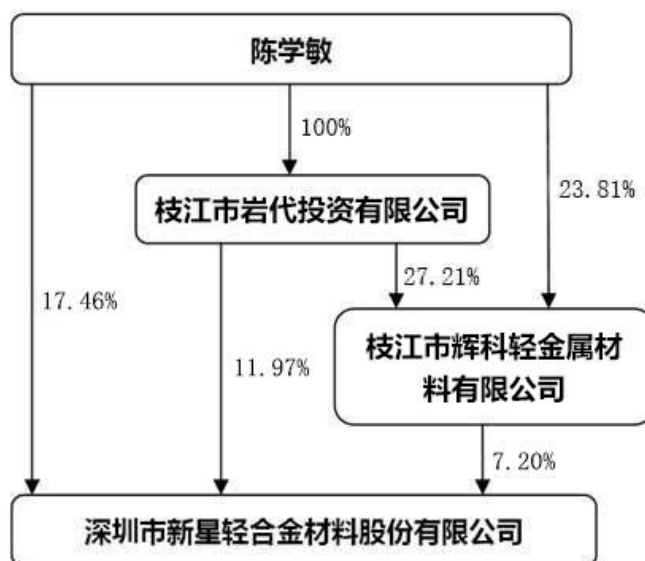 陈学敏
100%
枝江市岩代投资有限公司
23.81%
27.21%
17.46%
枝江市辉科轻金属材
料有限公司
11.97%
7.20%
深圳市新星轻合金材料股份有限公司